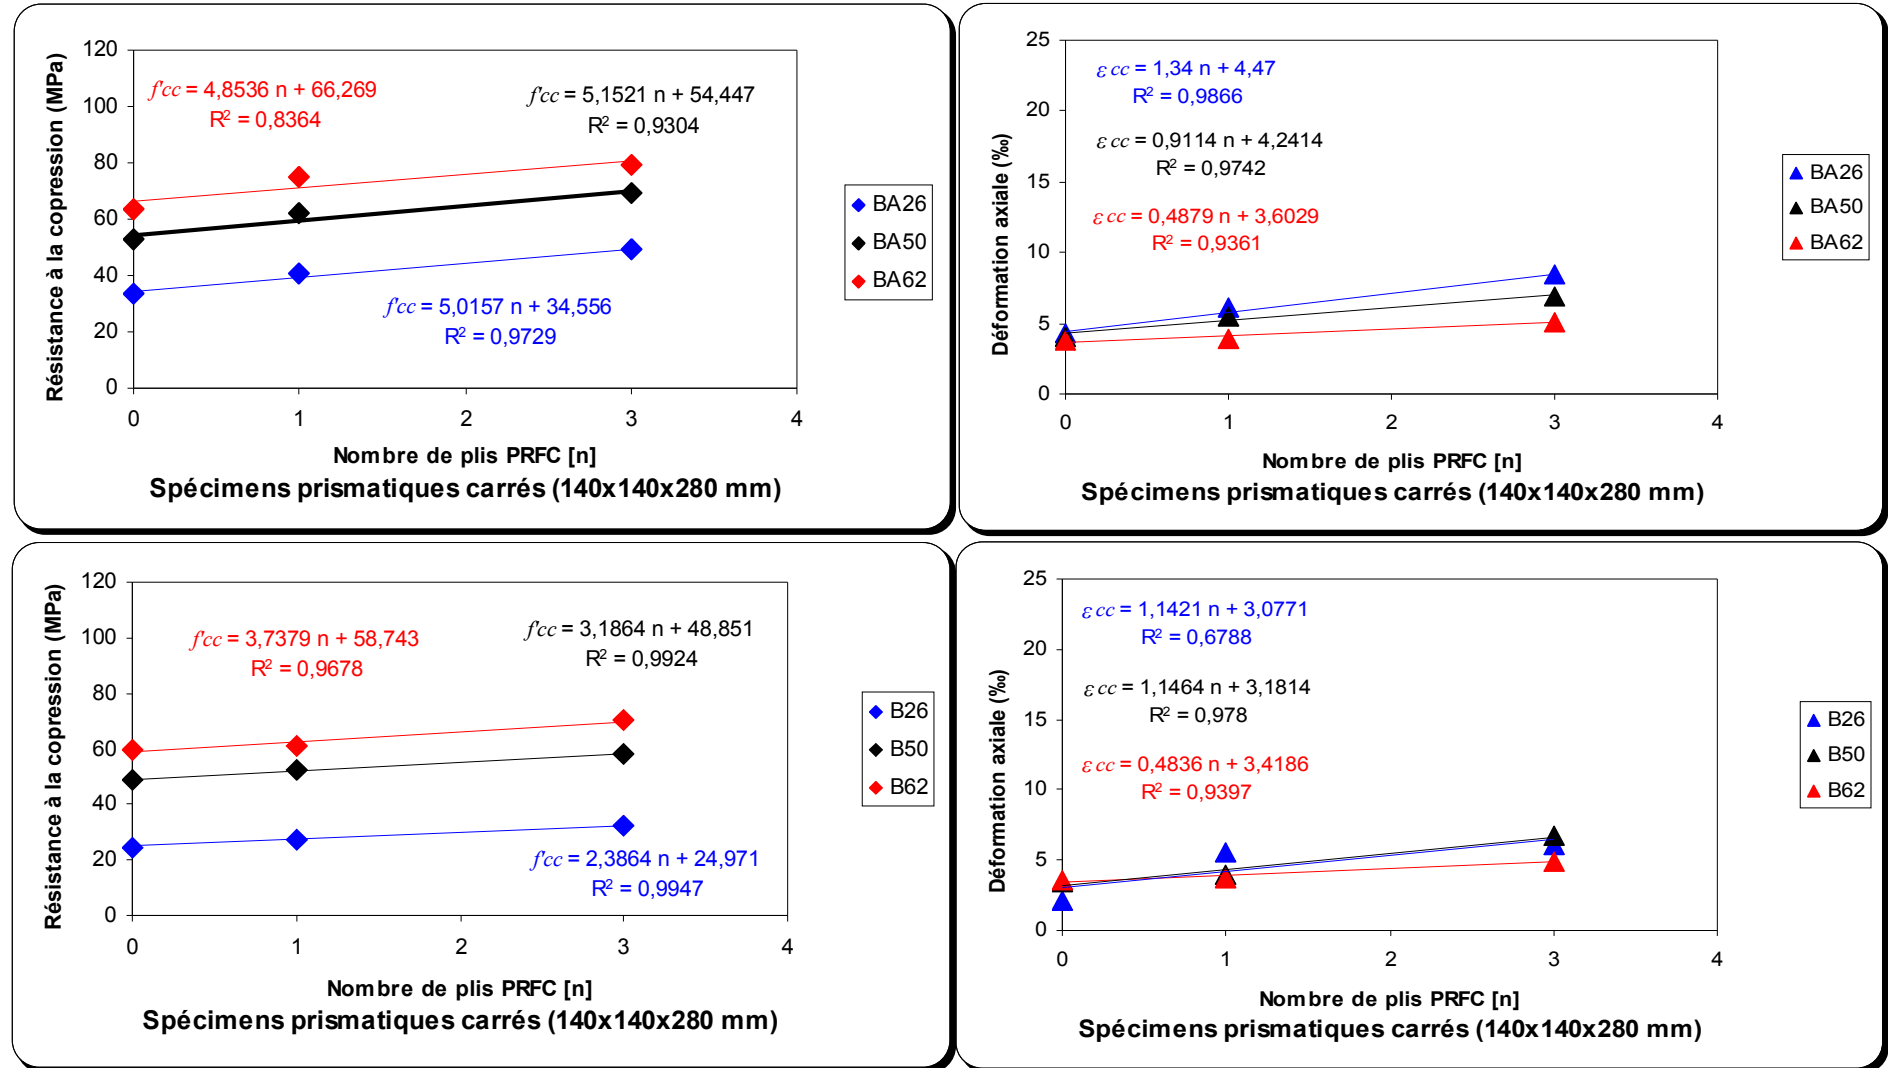 120
100
80
60
40
20
0
0 1 2 3 4
Résistance à la copression (MPa)
f'cc = 4,8536 n + 66,269
R² = 0,8364
f'cc = 5,1521 n + 54,447
R² = 0,9304
f'cc = 5,0157 n + 34,556
R² = 0,9729
BA26
BA50
BA62
Nombre de plis PRFC [n]
Spécimens prismatiques carrés (140x140x280 mm)
25
20
15
10
5
0
0 1 2 3 4
Déformation axiale (‰)
ε cc = 1,34 n + 4,47
R² = 0,9866
ε cc = 0,9114 n + 4,2414
R² = 0,9742
ε cc = 0,4879 n + 3,6029
R² = 0,9361
BA26
BA50
BA62
Nombre de plis PRFC [n]
Spécimens prismatiques carrés (140x140x280 mm)
120
100
80
60
40
20
0
0 1 2 3 4
Résistance à la copression (MPa)
f'cc = 3,7379 n + 58,743
R² = 0,9678
f'cc = 3,1864 n + 48,851
R² = 0,9924
f'cc = 2,3864 n + 24,971
R² = 0,9947
B26
B50
B62
Nombre de plis PRFC [n]
Spécimens prismatiques carrés (140x140x280 mm)
25
20
15
10
5
0
0 1 2 3 4
Déformation axiale (‰)
ε cc = 1,1421 n + 3,0771
R² = 0,6788
ε cc = 1,1464 n + 3,1814
R² = 0,978
ε cc = 0,4836 n + 3,4186
R² = 0,9397
B26
B50
B62
Nombre de plis PRFC [n]
Spécimens prismatiques carrés (140x140x280 mm)